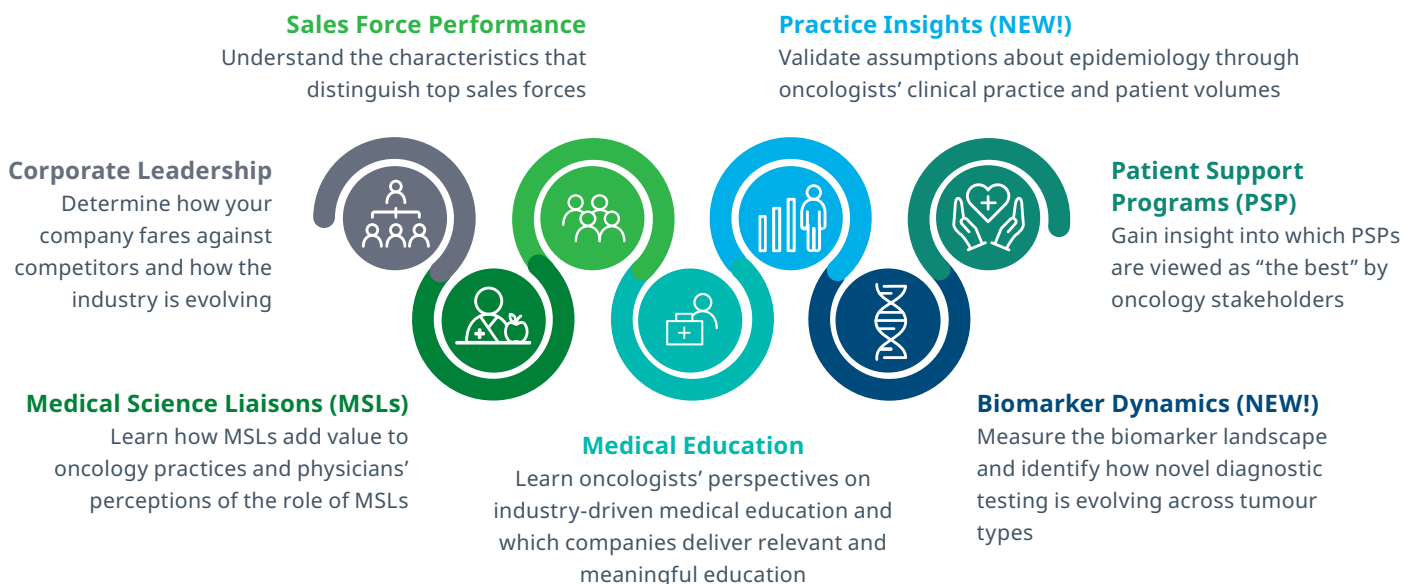 Sales Force Performance
Understand the characteristics that
distinguish top sales forces
Practice Insights (NEW!)
Validate assumptions about epidemiology through
oncologists’ clinical practice and patient volumes
Corporate Leadership
Determine how your
company fares against
competitors and how the
industry is evolving
Patient Support
Programs (PSP)
Gain insight into which PSPs
are viewed as “the best” by
oncology stakeholders
Medical Science Liaisons (MSLs)
Learn how MSLs add value to
oncology practices and physicians’
perceptions of the role of MSLs
Medical Education
Learn oncologists’ perspectives on
industry-driven medical education and
which companies deliver relevant and
meaningful education
Biomarker Dynamics (NEW!)
Measure the biomarker landscape
and identify how novel diagnostic
testing is evolving across tumour
types